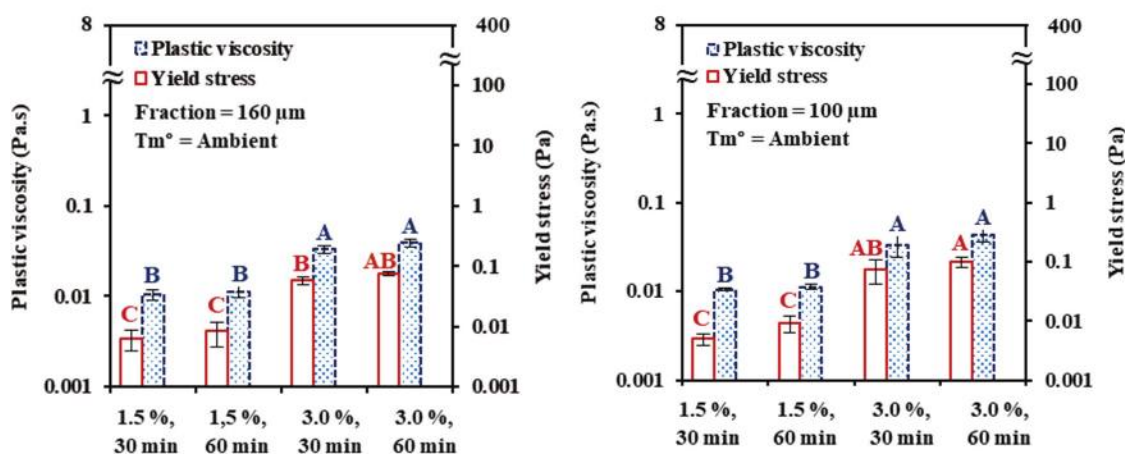 8
400
Plastic viscosity
Yield stress
Fraction = 160 µm
Tm° = Ambient
1
0.1
0.01
0.001
100
10
1
0.1
0.01
0.001
Plastic viscosity (Pa.s)
Yield stress (Pa)
C
B
C
B
B
A
AB
A
1.5 %,
30 min
1,5 %,
60 min
3.0 %,
30 min
3.0 %,
60 min
8
400
Plastic viscosity
Yield stress
Fraction = 100 µm
Tm° = Ambient
1
0.1
0.01
0.001
100
10
1
0.1
0.01
0.001
Plastic viscosity (Pa.s)
Yield stress (Pa)
C
B
C
B
AB
A
A
A
1.5 %,
30 min
1.5 %,
60 min
3.0 %,
30 min
3.0 %,
60 min